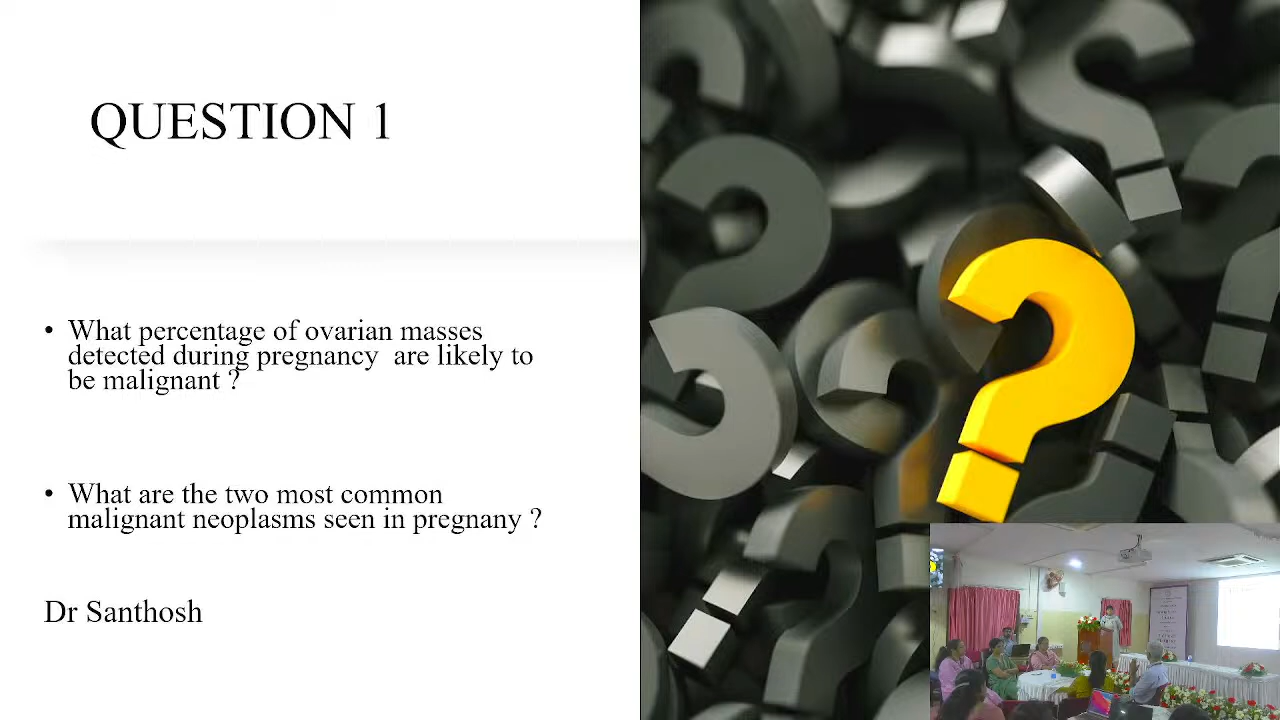 QUESTION 1
• What percentage of ovarian masses
detected during pregnancy are likely to
be malignant ?
• What are the two most common
malignant neoplasms seen in pregnany ?
Dr Santhosh